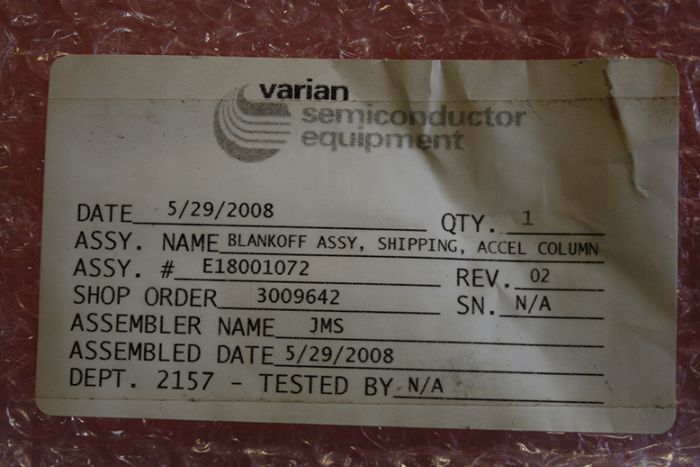 varian
semiconductor
equipment
DATE 5/29/2008 QTY. 1
ASSY. NAME BLANKOFF ASSY, SHIPPING, ACCEL COLUMN
ASSY. # E18001072 REV. 02
SHOP ORDER 3009642 SN. N/A
ASSEMBLER NAME JMS
ASSEMBLED DATE 5/29/2008
DEPT. 2157 - TESTED BY N/A